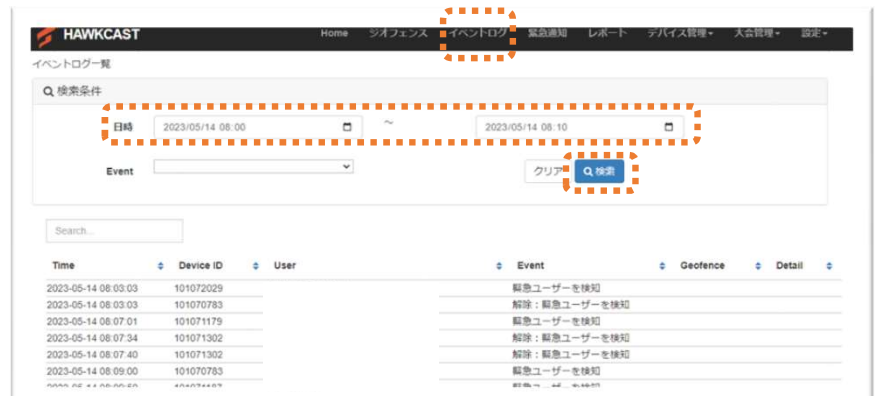 HAWKCAST Home ジオフェンス イベントログ 緊急通知 レポート デバイス管理 大会管理 設定
イベントログ一覧
検索条件
日時 2023/05/14 08:00 ~ 2023/05/14 08:10
Event クリア 検索
Search...
Time Device ID User Event Geofence Detail
2023-05-14 08:03:03 101072029 緊急ユーザーを検知
2023-05-14 08:03:03 101070783 解除：緊急ユーザーを検知
2023-05-14 08:07:01 101071179 緊急ユーザーを検知
2023-05-14 08:07:34 101071302 解除：緊急ユーザーを検知
2023-05-14 08:07:40 101071302 解除：緊急ユーザーを検知
2023-05-14 08:09:00 101070783 緊急ユーザーを検知